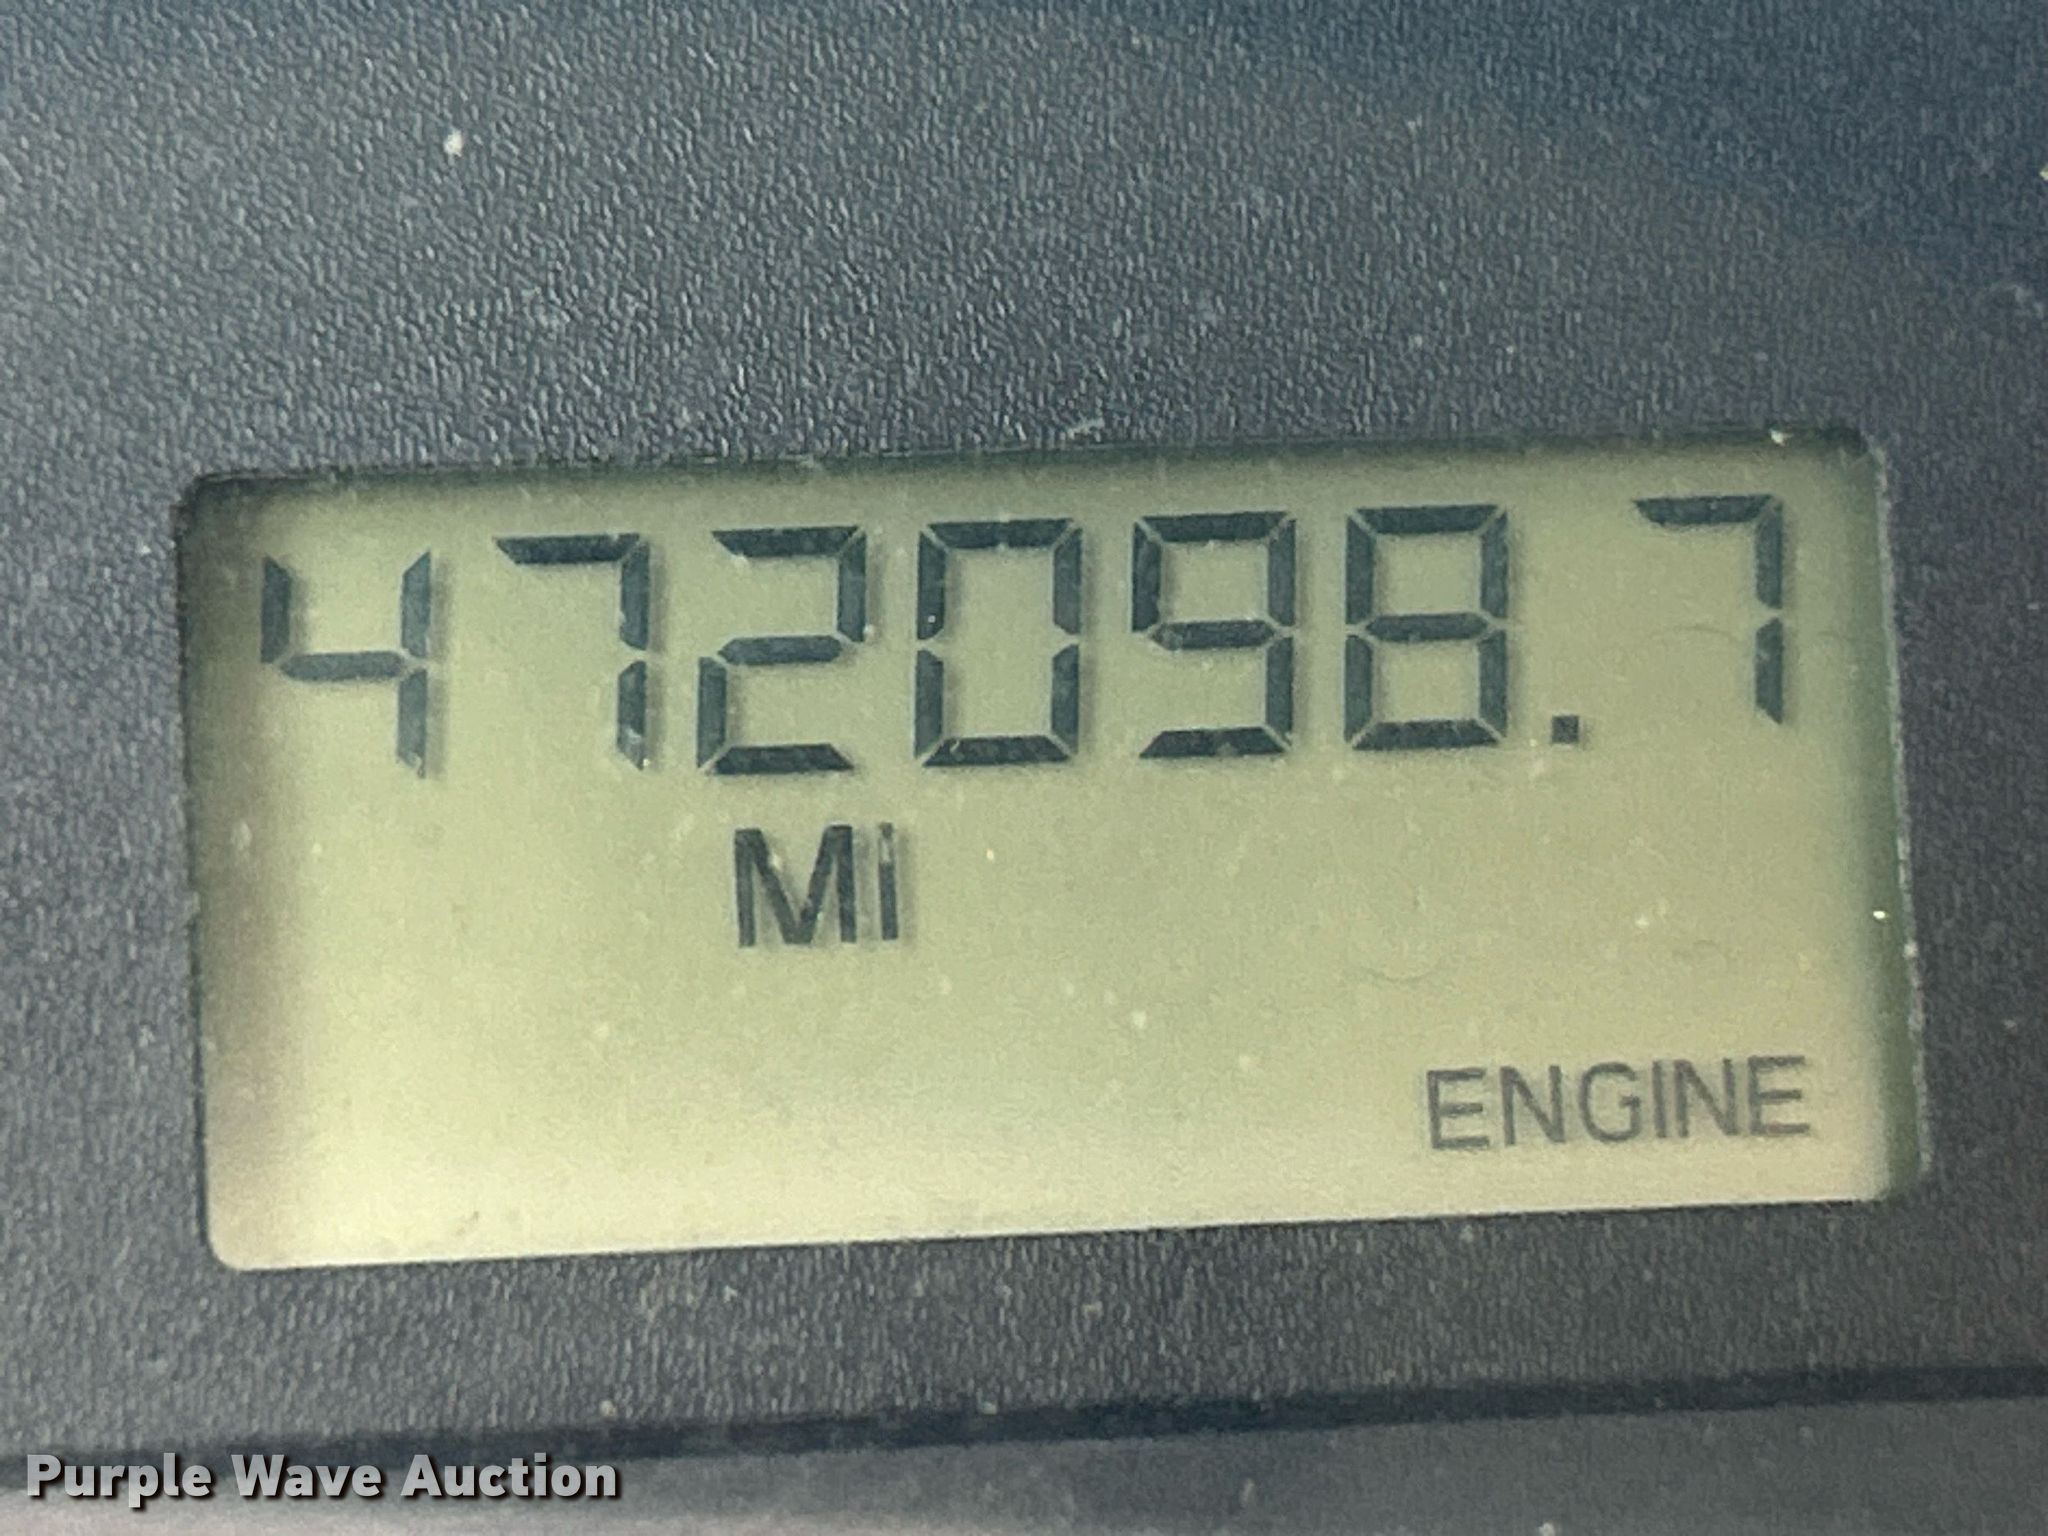 472098.7
Mi
ENGINE
Purple Wave Auction